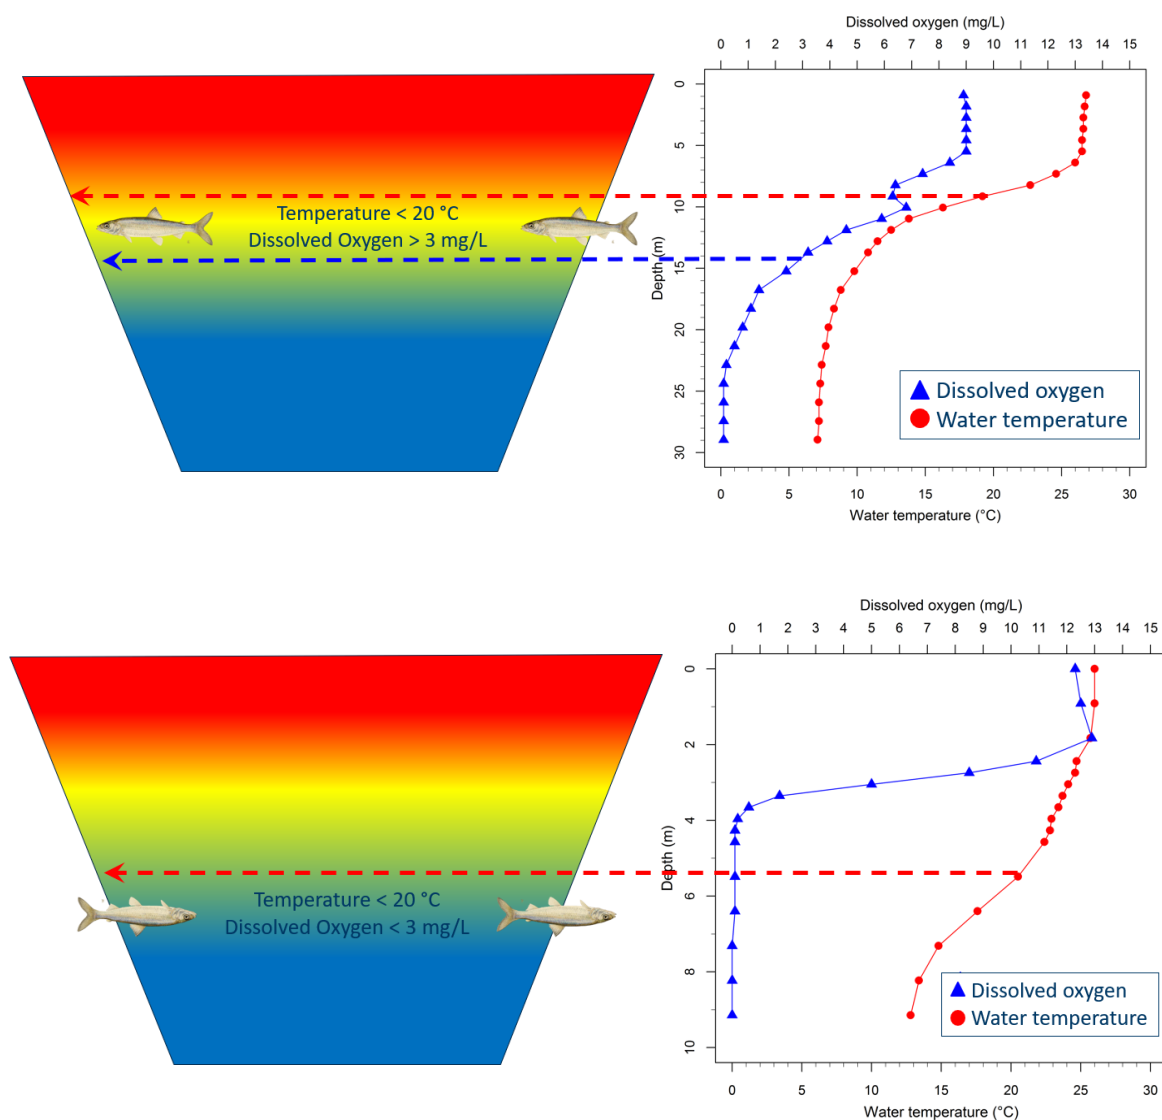 Dissolved oxygen (mg/L)
0 1 2 3 4 5 6 7 8 9 10 11 12 13 14 15
Temperature < 20 °C
Dissolved Oxygen > 3 mg/L
Depth (m)
0
5
10
15
20
25
30
Dissolved oxygen
Water temperature
0 5 10 15 20 25 30
Water temperature (°C)
Dissolved oxygen (mg/L)
0 1 2 3 4 5 6 7 8 9 10 11 12 13 14 15
Temperature < 20 °C
Dissolved Oxygen < 3 mg/L
Depth (m)
0
2
4
6
8
10
Dissolved oxygen
Water temperature
0 5 10 15 20 25 30
Water temperature (°C)